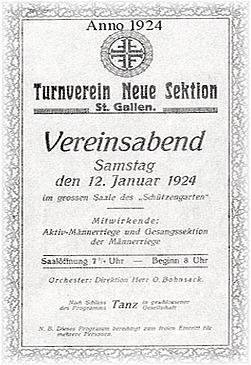 Anno 1924
Turnverein Neue Sektion
St. Gallen.
Vereinsabend
Samstag
den 12. Januar 1924
im grossen Saale des „Schützengarten"
Mitwirkende:
Aktiv-Männerriege und Gesangssektion
der Männerriege
Saalöffnung 7 Uhr — Beginn 8 Uhr
Orchester: Direktion Herr O. Bohnsack.
Nach Schluss des Programms Tanz in geschlossener Gesellschaft
N. B. Dieses Programm berechtigt zum freien Eintritt für
mehrere Personen.